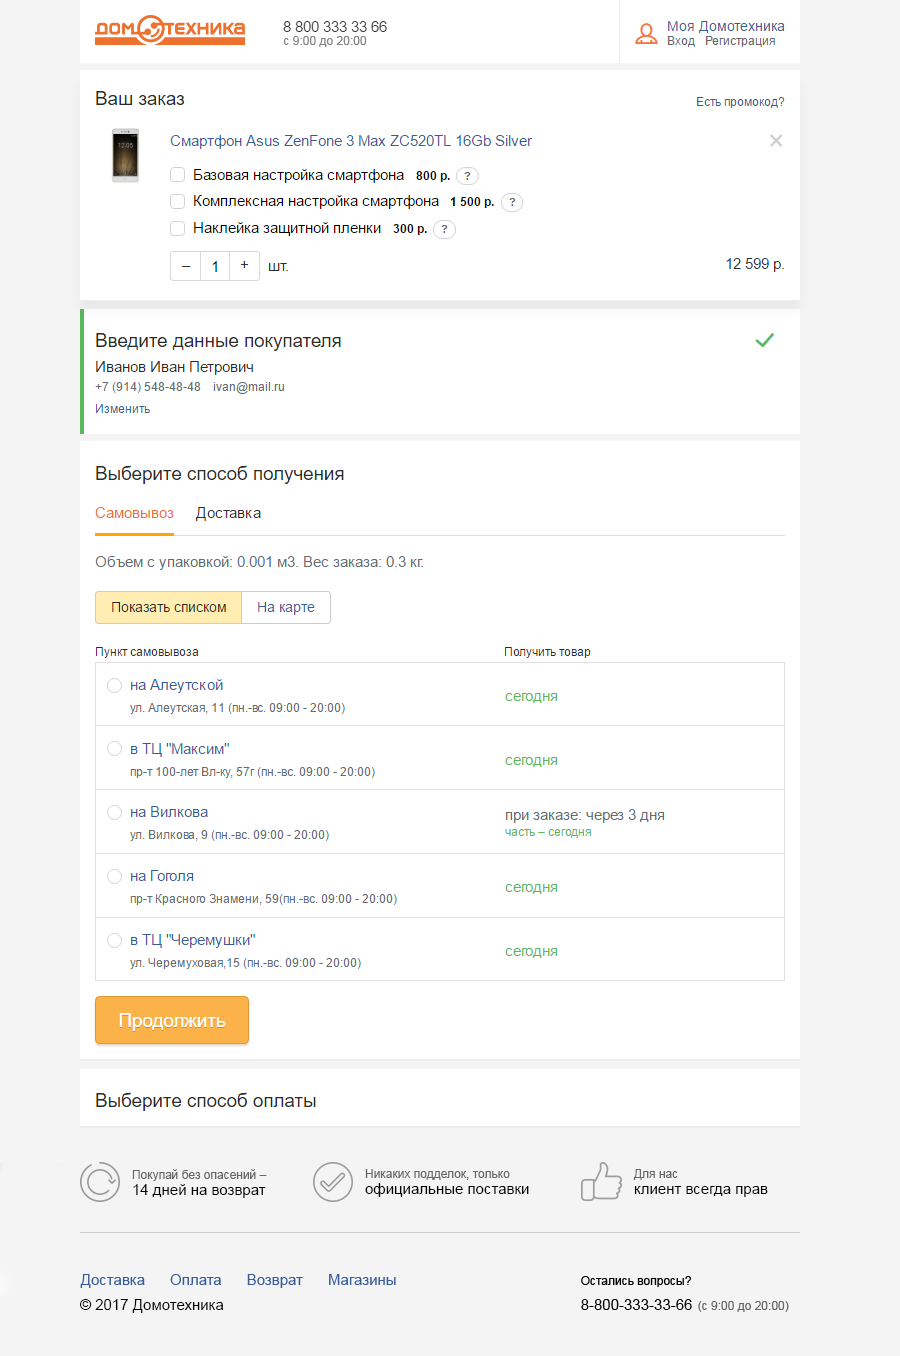 ДОМОТЕХНИКА
8 800 333 33 66
с 9:00 до 20:00
Моя Домотехника
Вход Регистрация
Ваш заказ
Есть промокод?
12:05
Смартфон Asus ZenFone 3 Max ZC520TL 16Gb Silver
Базовая настройка смартфона 800 р. ?
Комплексная настройка смартфона 1 500 р. ?
Наклейка защитной пленки 300 р. ?
– 1 + шт.
12 599 р.
Введите данные покупателя
Иванов Иван Петрович
+7 (914) 548-48-48 ivan@mail.ru
Изменить
Выберите способ получения
Самовывоз Доставка
Объем с упаковкой: 0.001 м3. Вес заказа: 0.3 кг.
Показать списком На карте
Пункт самовывоза Получить товар
на Алеутской
ул. Алеутская, 11 (пн.-вс. 09:00 - 20:00)
сегодня
в ТЦ "Максим"
пр-т 100-лет Вл-ку, 57г (пн.-вс. 09:00 - 20:00)
сегодня
на Вилкова
ул. Вилкова, 9 (пн.-вс. 09:00 - 20:00)
при заказе: через 3 дня
часть – сегодня
на Гоголя
пр-т Красного Знамени, 59(пн.-вс. 09:00 - 20:00)
сегодня
в ТЦ "Черемушки"
ул. Черемуховая,15 (пн.-вс. 09:00 - 20:00)
сегодня
Продолжить
Выберите способ оплаты
Покупай без опасений –
14 дней на возврат
Никаких подделок, только
официальные поставки
Для нас
клиент всегда прав
Доставка Оплата Возврат Магазины
© 2017 Домотехника
Остались вопросы?
8-800-333-33-66 (с 9:00 до 20:00)